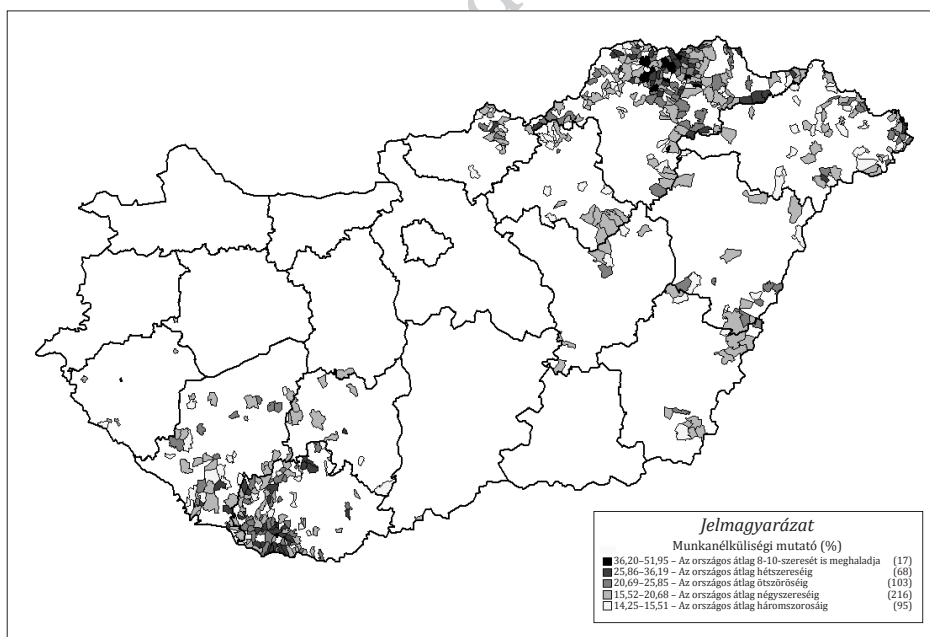 Jelmagyarázat
Munkanélküliségi mutató (%)
36,20–51,95 – Az országos átlag 8-10-szeresét is meghaladja (17)
25,86–36,19 – Az országos átlag hétszereséig (68)
20,69–25,85 – Az országos átlag ötszöröséig (103)
15,52–20,68 – Az országos átlag négyszereséig (216)
14,25–15,51 – Az országos átlag háromszorosáig (95)